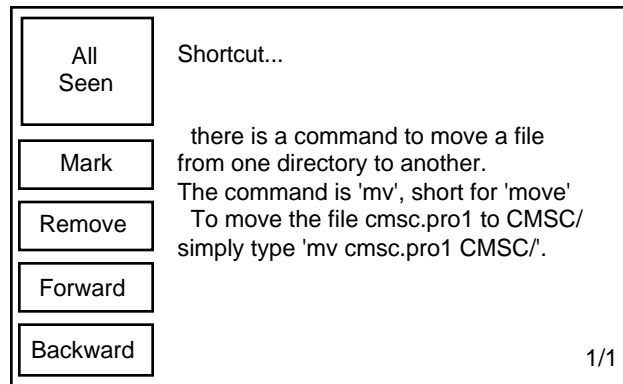 All
Seen
Mark
Remove
Forward
Backward
Shortcut...
there is a command to move a file
from one directory to another.
The command is 'mv', short for 'move'
To move the file cmsc.pro1 to CMSC/
simply type 'mv cmsc.pro1 CMSC/'.
1/1